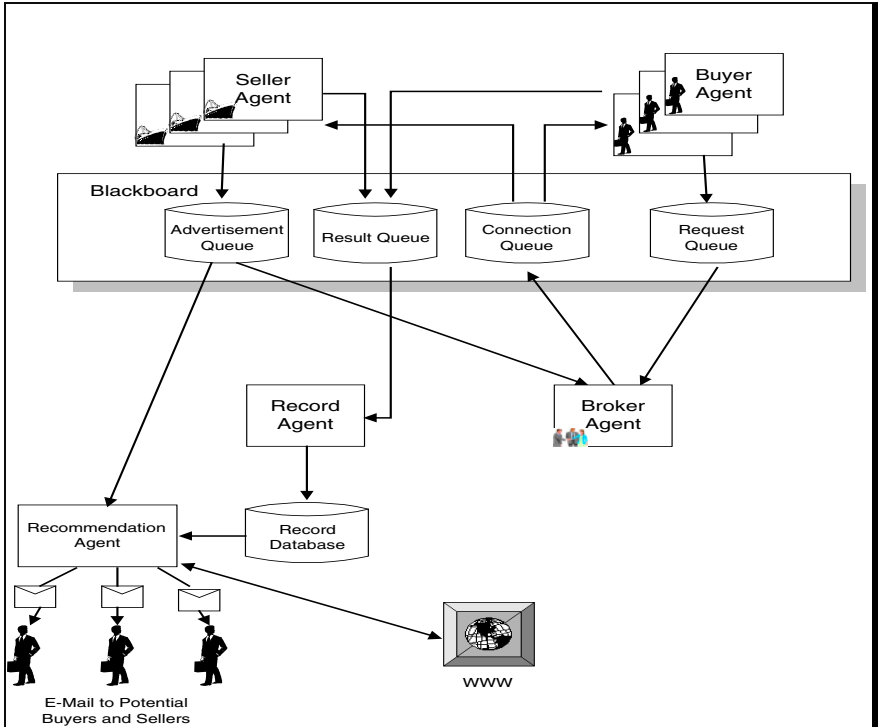 Seller
Agent
Buyer
Agent
Blackboard
Advertisement
Queue
Result Queue
Connection
Queue
Request
Queue
Record
Agent
Broker
Agent
Recommendation
Agent
Record
Database
www
E-Mail to Potential
Buyers and Sellers